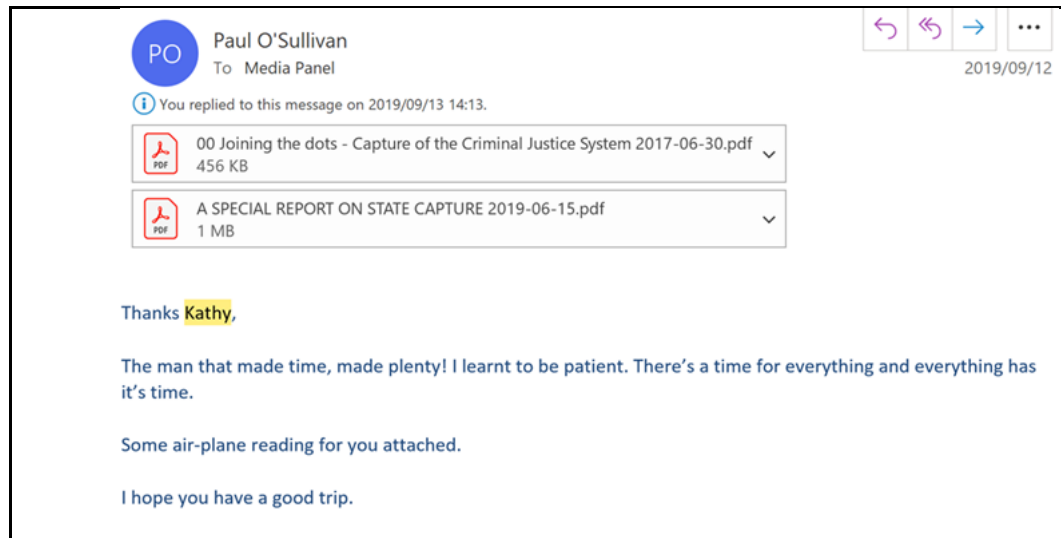 PO
Paul O'Sullivan
To Media Panel
2019/09/12
You replied to this message on 2019/09/13 14:13.
PDF
00 Joining the dots - Capture of the Criminal Justice System 2017-06-30.pdf
456 KB
PDF
A SPECIAL REPORT ON STATE CAPTURE 2019-06-15.pdf
1 MB
Thanks Kathy,
The man that made time, made plenty! I learnt to be patient. There’s a time for everything and everything has
it’s time.
Some air-plane reading for you attached.
I hope you have a good trip.